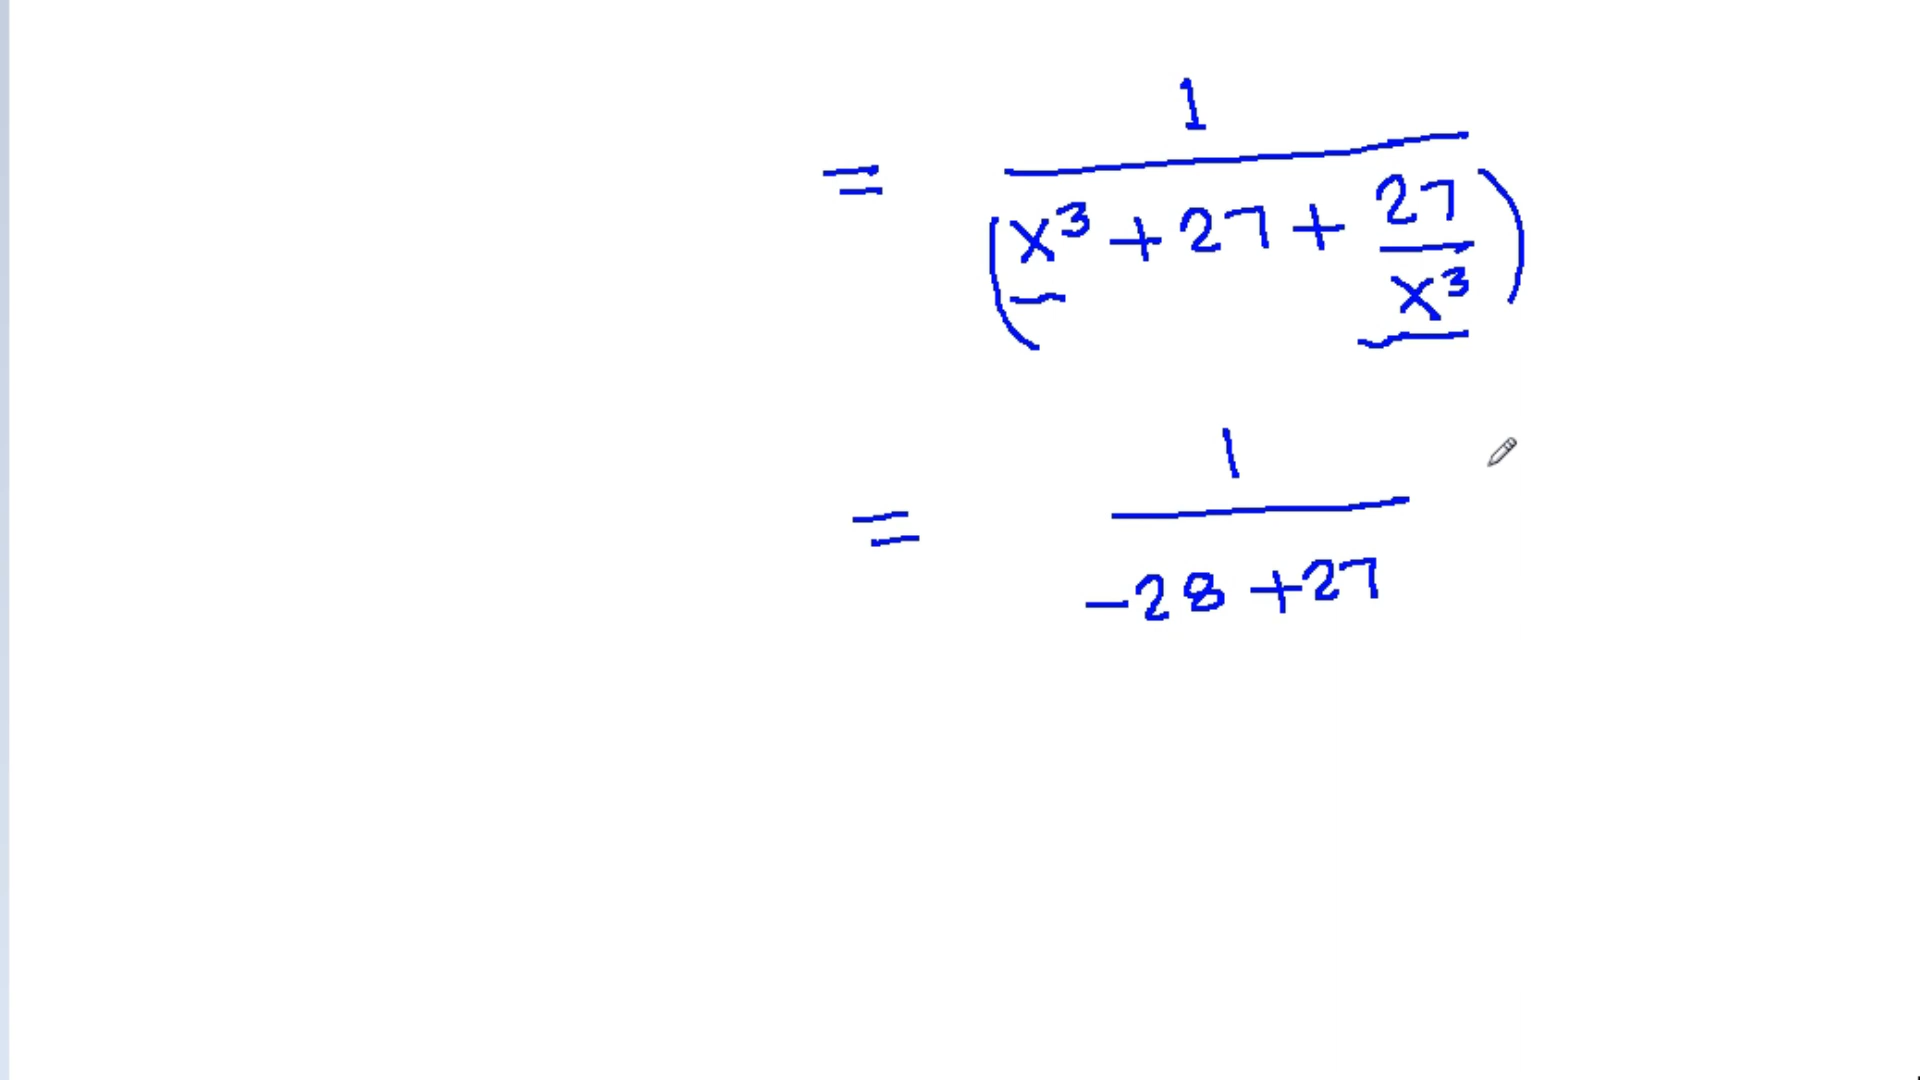 = 1 / (x³ + 27 + 27/x³)
= 1 / -28 + 27